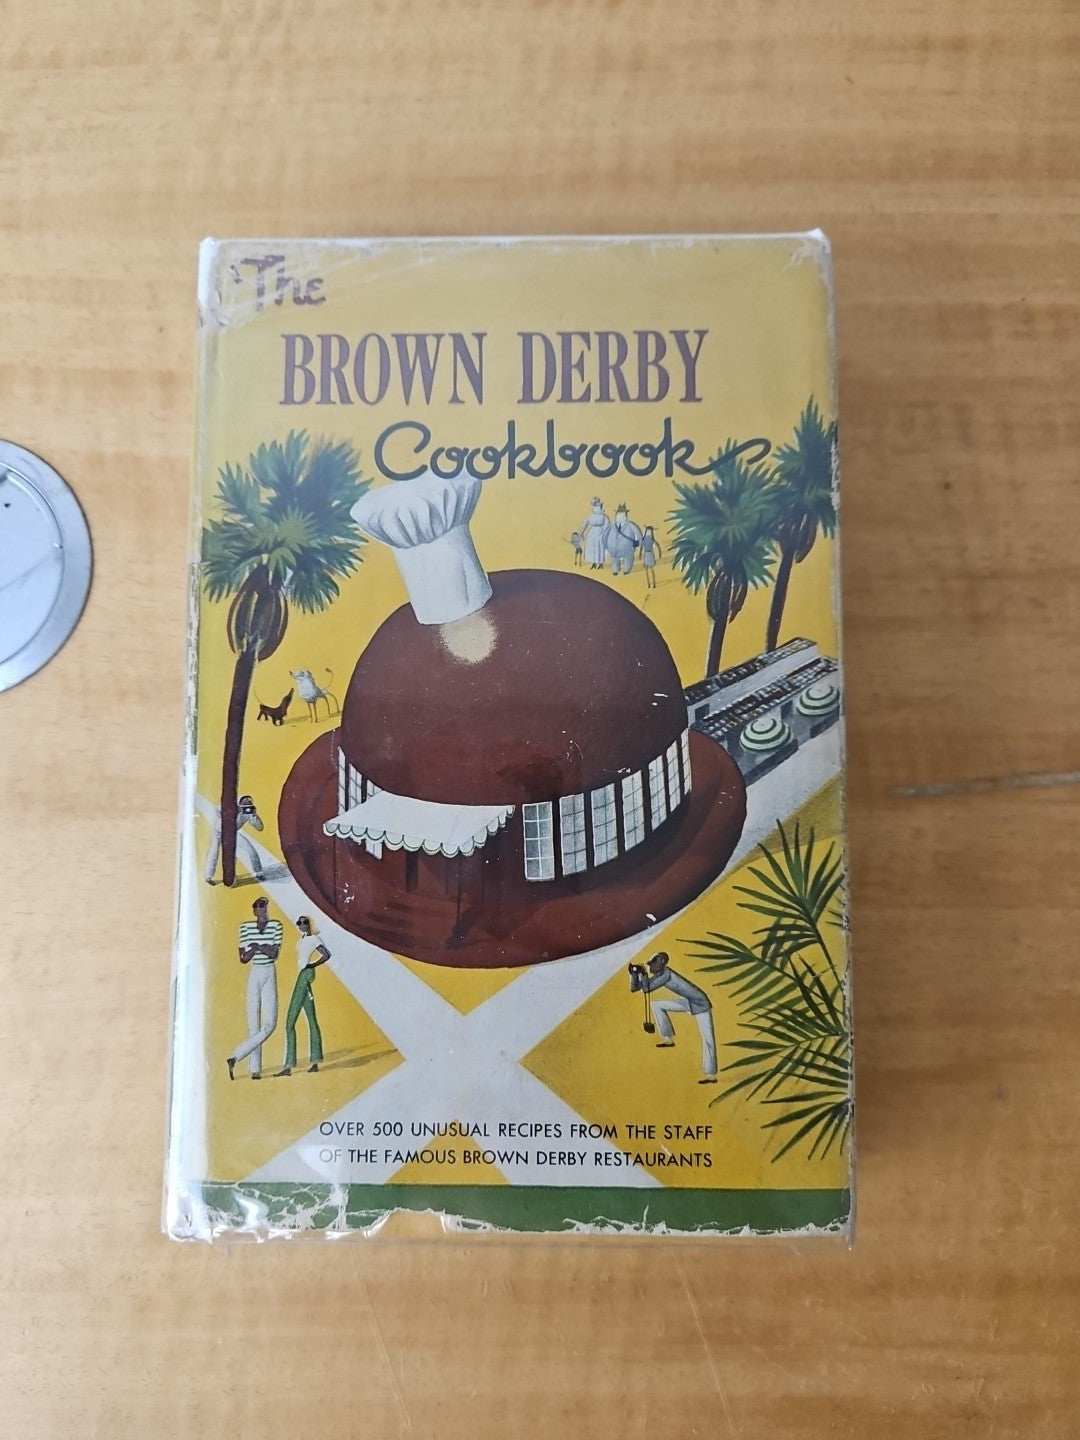 The
BROWN DERBY
Cookbook
OVER 500 UNUSUAL RECIPES FROM THE STAFF
OF THE FAMOUS BROWN DERBY RESTAURANTS